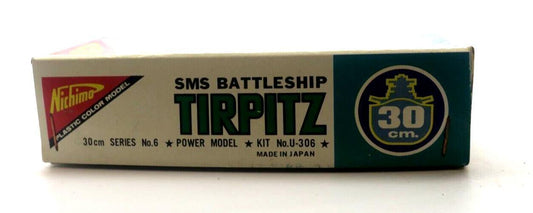 Nichimo
PLASTIC COLOR MODEL
SMS BATTLESHIP
TIRPITZ
30cm SERIES No.6 ★ POWER MODEL ★ KIT No.U-306 ★
MADE IN JAPAN
30
cm.